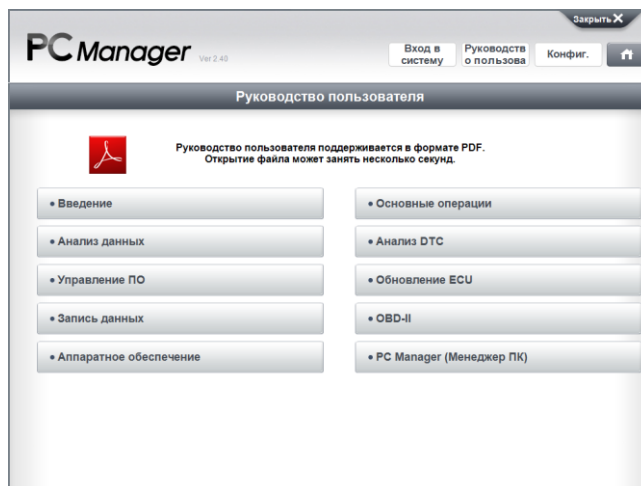 Закрыть X
PC Manager Ver 2.40
Вход в
систему
Руководств
о пользова
Конфиг.
Руководство пользователя
Руководство пользователя поддерживается в формате PDF.
Открытие файла может занять несколько секунд.
• Введение
• Основные операции
• Анализ данных
• Анализ DTC
• Управление ПО
• Обновление ECU
• Запись данных
• OBD-II
• Аппаратное обеспечение
• PC Manager (Менеджер ПК)